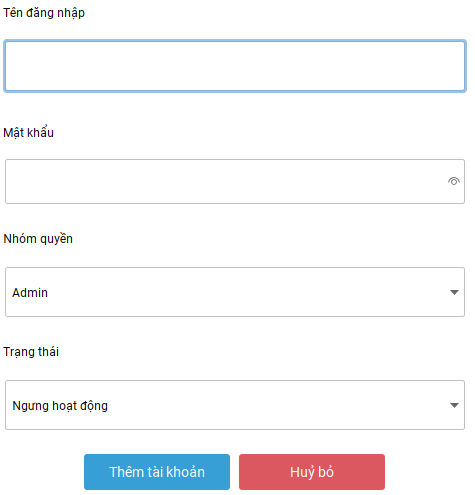 Tên đăng nhập
Mật khẩu
Nhóm quyền
Admin
Trạng thái
Ngưng hoạt động
Thêm tài khoản
Huỷ bỏ